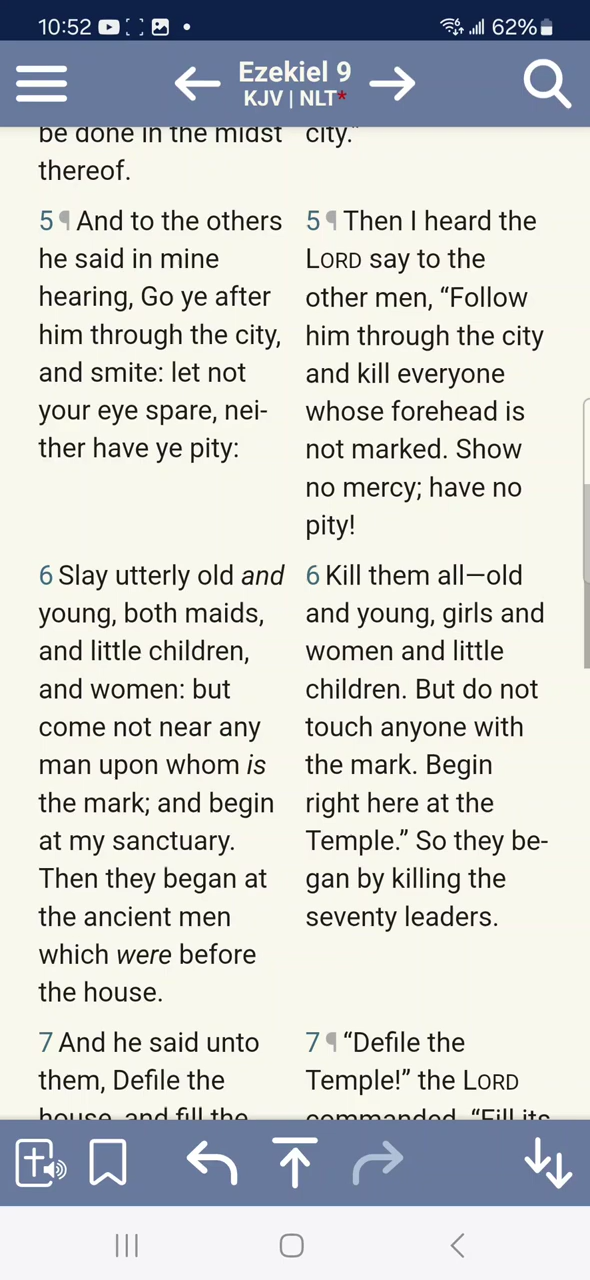 10:52 62%
Ezekiel 9
KJV | NLT*
be done in the midst
thereof.
5 ¶ And to the others
he said in mine
hearing, Go ye after
him through the city,
and smite: let not
your eye spare, nei-
ther have ye pity:
6 Slay utterly old and
young, both maids,
and little children,
and women: but
come not near any
man upon whom is
the mark; and begin
at my sanctuary.
Then they began at
the ancient men
which were before
the house.
7 And he said unto
them, Defile the
house, and fill the
city.”
5 ¶ Then I heard the
LORD say to the
other men, “Follow
him through the city
and kill everyone
whose forehead is
not marked. Show
no mercy; have no
pity!
6 Kill them all—old
and young, girls and
women and little
children. But do not
touch anyone with
the mark. Begin
right here at the
Temple.” So they be-
gan by killing the
seventy leaders.
7 ¶ “Defile the
Temple!” the LORD
commanded. “Fill its